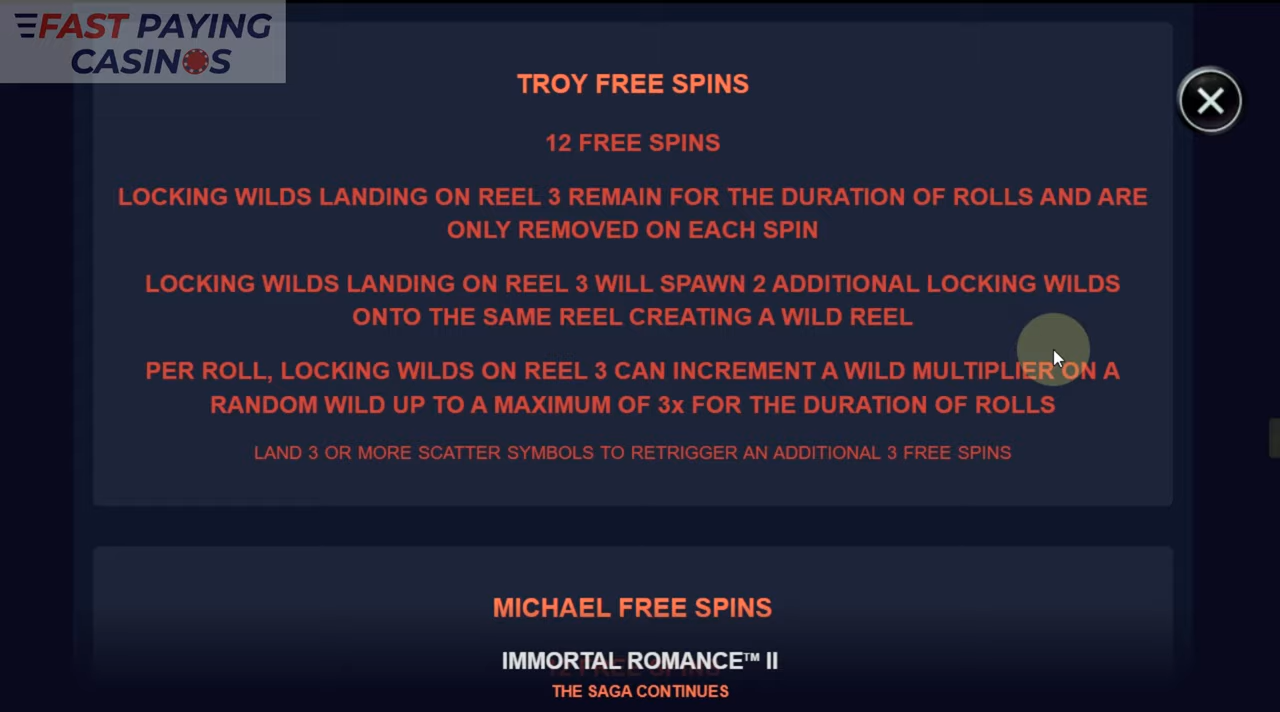 FAST PAYING
CASINOS
TROY FREE SPINS
12 FREE SPINS
LOCKING WILDS LANDING ON REEL 3 REMAIN FOR THE DURATION OF ROLLS AND ARE
ONLY REMOVED ON EACH SPIN
LOCKING WILDS LANDING ON REEL 3 WILL SPAWN 2 ADDITIONAL LOCKING WILDS
ONTO THE SAME REEL CREATING A WILD REEL
PER ROLL, LOCKING WILDS ON REEL 3 CAN INCREMENT A WILD MULTIPLIER ON A
RANDOM WILD UP TO A MAXIMUM OF 3x FOR THE DURATION OF ROLLS
LAND 3 OR MORE SCATTER SYMBOLS TO RETRIGGER AN ADDITIONAL 3 FREE SPINS
MICHAEL FREE SPINS
12 FREE SPINS
IMMORTAL ROMANCE™ II
THE SAGA CONTINUES